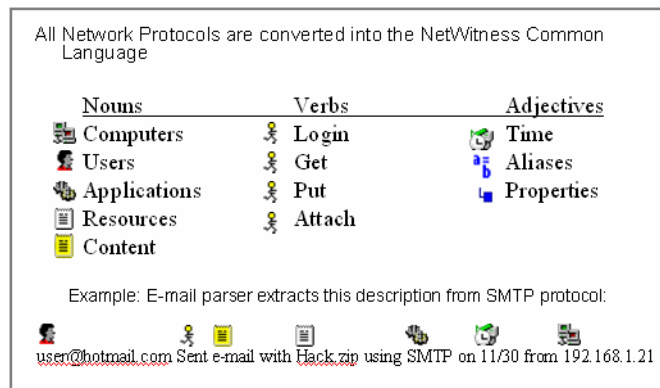 All Network Protocols are converted into the NetWitness Common
Language
Nouns Verbs Adjectives
Computers Login Time
Users Get Aliases
Applications Put Properties
Resources Attach
Content
Example: E-mail parser extracts this description from SMTP protocol:
user@hotmail.com Sent e-mail with Hack.zip using SMTP on 11/30 from 192.168.1.21